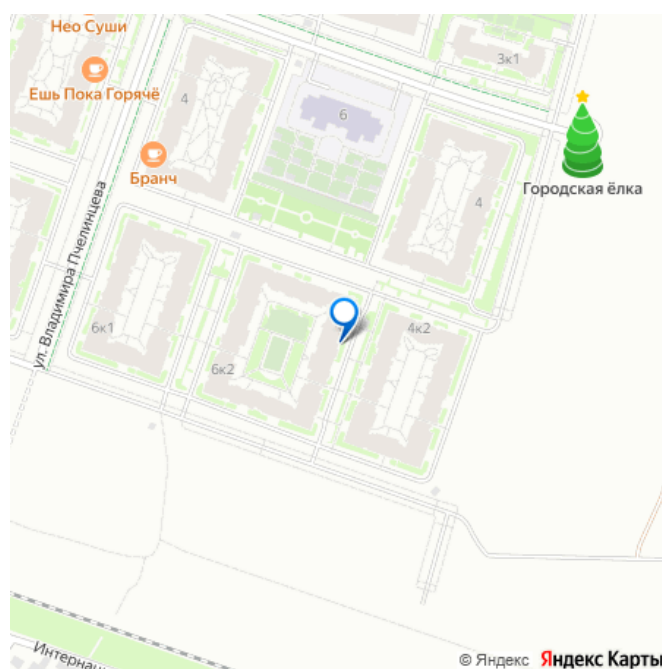 Нео Суши
Ешь Пока Горячё
4
3к1
6
Бранч
Городская ёлка
4
ул. Владимира Пчелинцева
6к1
4к2
6к2
Интернац
© Яндекс Яндекс Карты